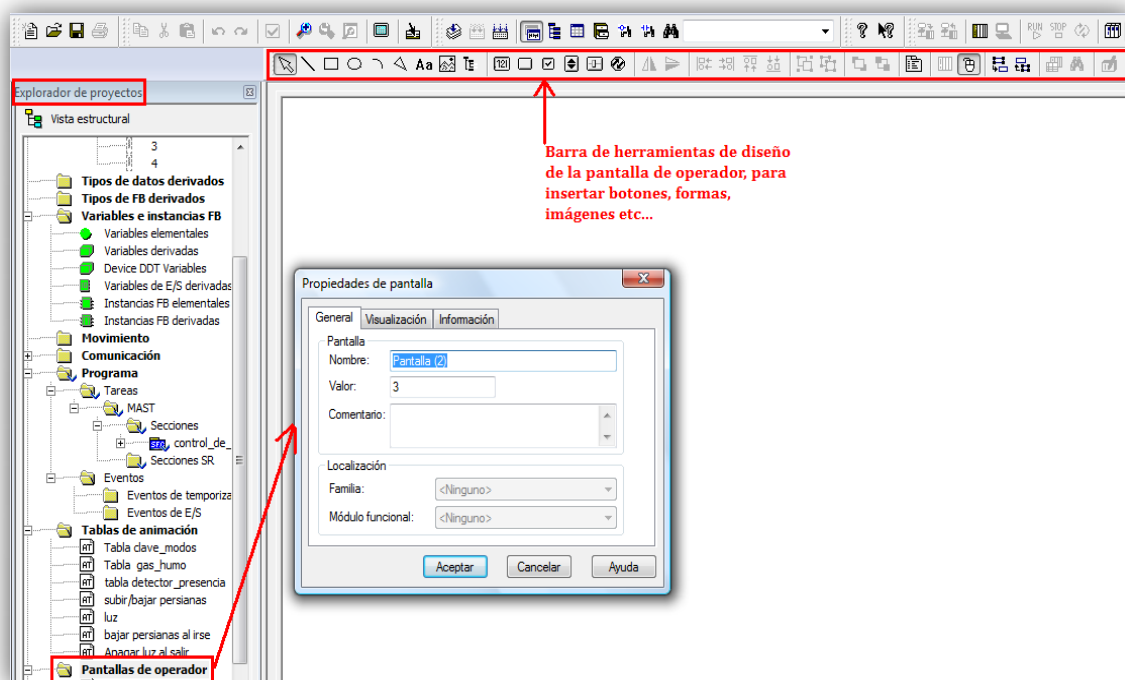 RUN
STOP
Aa
Explorador de proyectos
Vista estructural
3
4
Tipos de datos derivados
Tipos de FB derivados
Variables e instancias FB
Variables elementales
Variables derivadas
Device DDT Variables
Variables de E/S derivadas
Instancias FB elementales
Instancias FB derivadas
Movimiento
Comunicación
Programa
Tareas
MAST
Secciones
control_de_
Secciones SR
Eventos
Eventos de temporiza
Eventos de E/S
Tablas de animación
Tabla clave_modos
Tabla gas_humo
tabla detector_presencia
subir/bajar persianas
luz
bajar persianas al irse
Apagar luz al salir
Pantallas de operador
Barra de herramientas de diseño
de la pantalla de operador, para
insertar botones, formas,
imágenes etc...
Propiedades de pantalla
General
Visualización
Información
Pantalla
Nombre: Pantalla (2)
Valor: 3
Comentario:
Localización
Familia: <Ninguno>
Módulo funcional: <Ninguno>
Aceptar
Cancelar
Ayuda